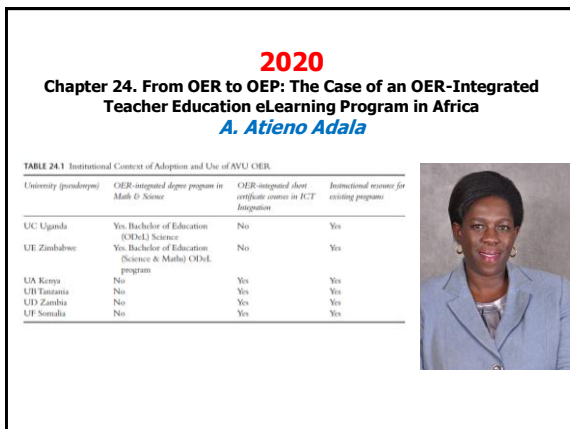 2020
Chapter 24. From OER to OEP: The Case of an OER-Integrated
Teacher Education eLearning Program in Africa
A. Atieno Adala
TABLE 24.1 Institutional Context of Adoption and Use of AVU OER
University (pseudonym) OER-integrated degree program in OER-integrated short Instructional resource for
Math & Science certificate courses in ICT existing programs
Integration
UC Uganda Yes. Bachelor of Education No Yes
(ODeL) Science
UE Zimbabwe Yes. Bachelor of Education No Yes
(Science & Maths) ODeL
program
UA Kenya No Yes Yes
UB Tanzania No Yes Yes
UD Zambia No Yes Yes
UF Somalia No Yes Yes